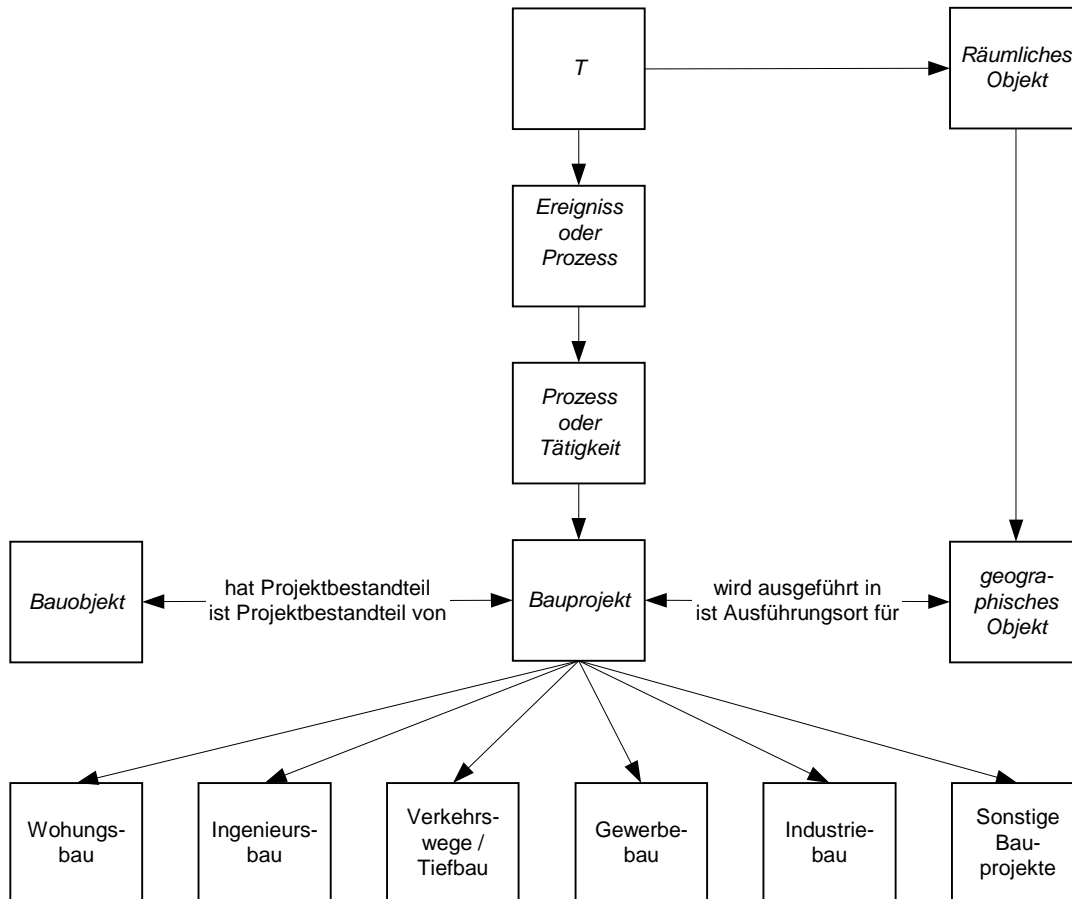 T
Räumliches
Objekt
Ereigniss
oder
Prozess
Prozess
oder
Tätigkeit
Bauobjekt
hat Projektbestandteil
ist Projektbestandteil von
Bauprojekt
wird ausgeführt in
ist Ausführungsort für
geogra-
phisches
Objekt
Wohungs-
bau
Ingenieurs-
bau
Verkehrs-
wege /
Tiefbau
Gewerbe-
bau
Industrie-
bau
Sonstige
Bau-
projekte